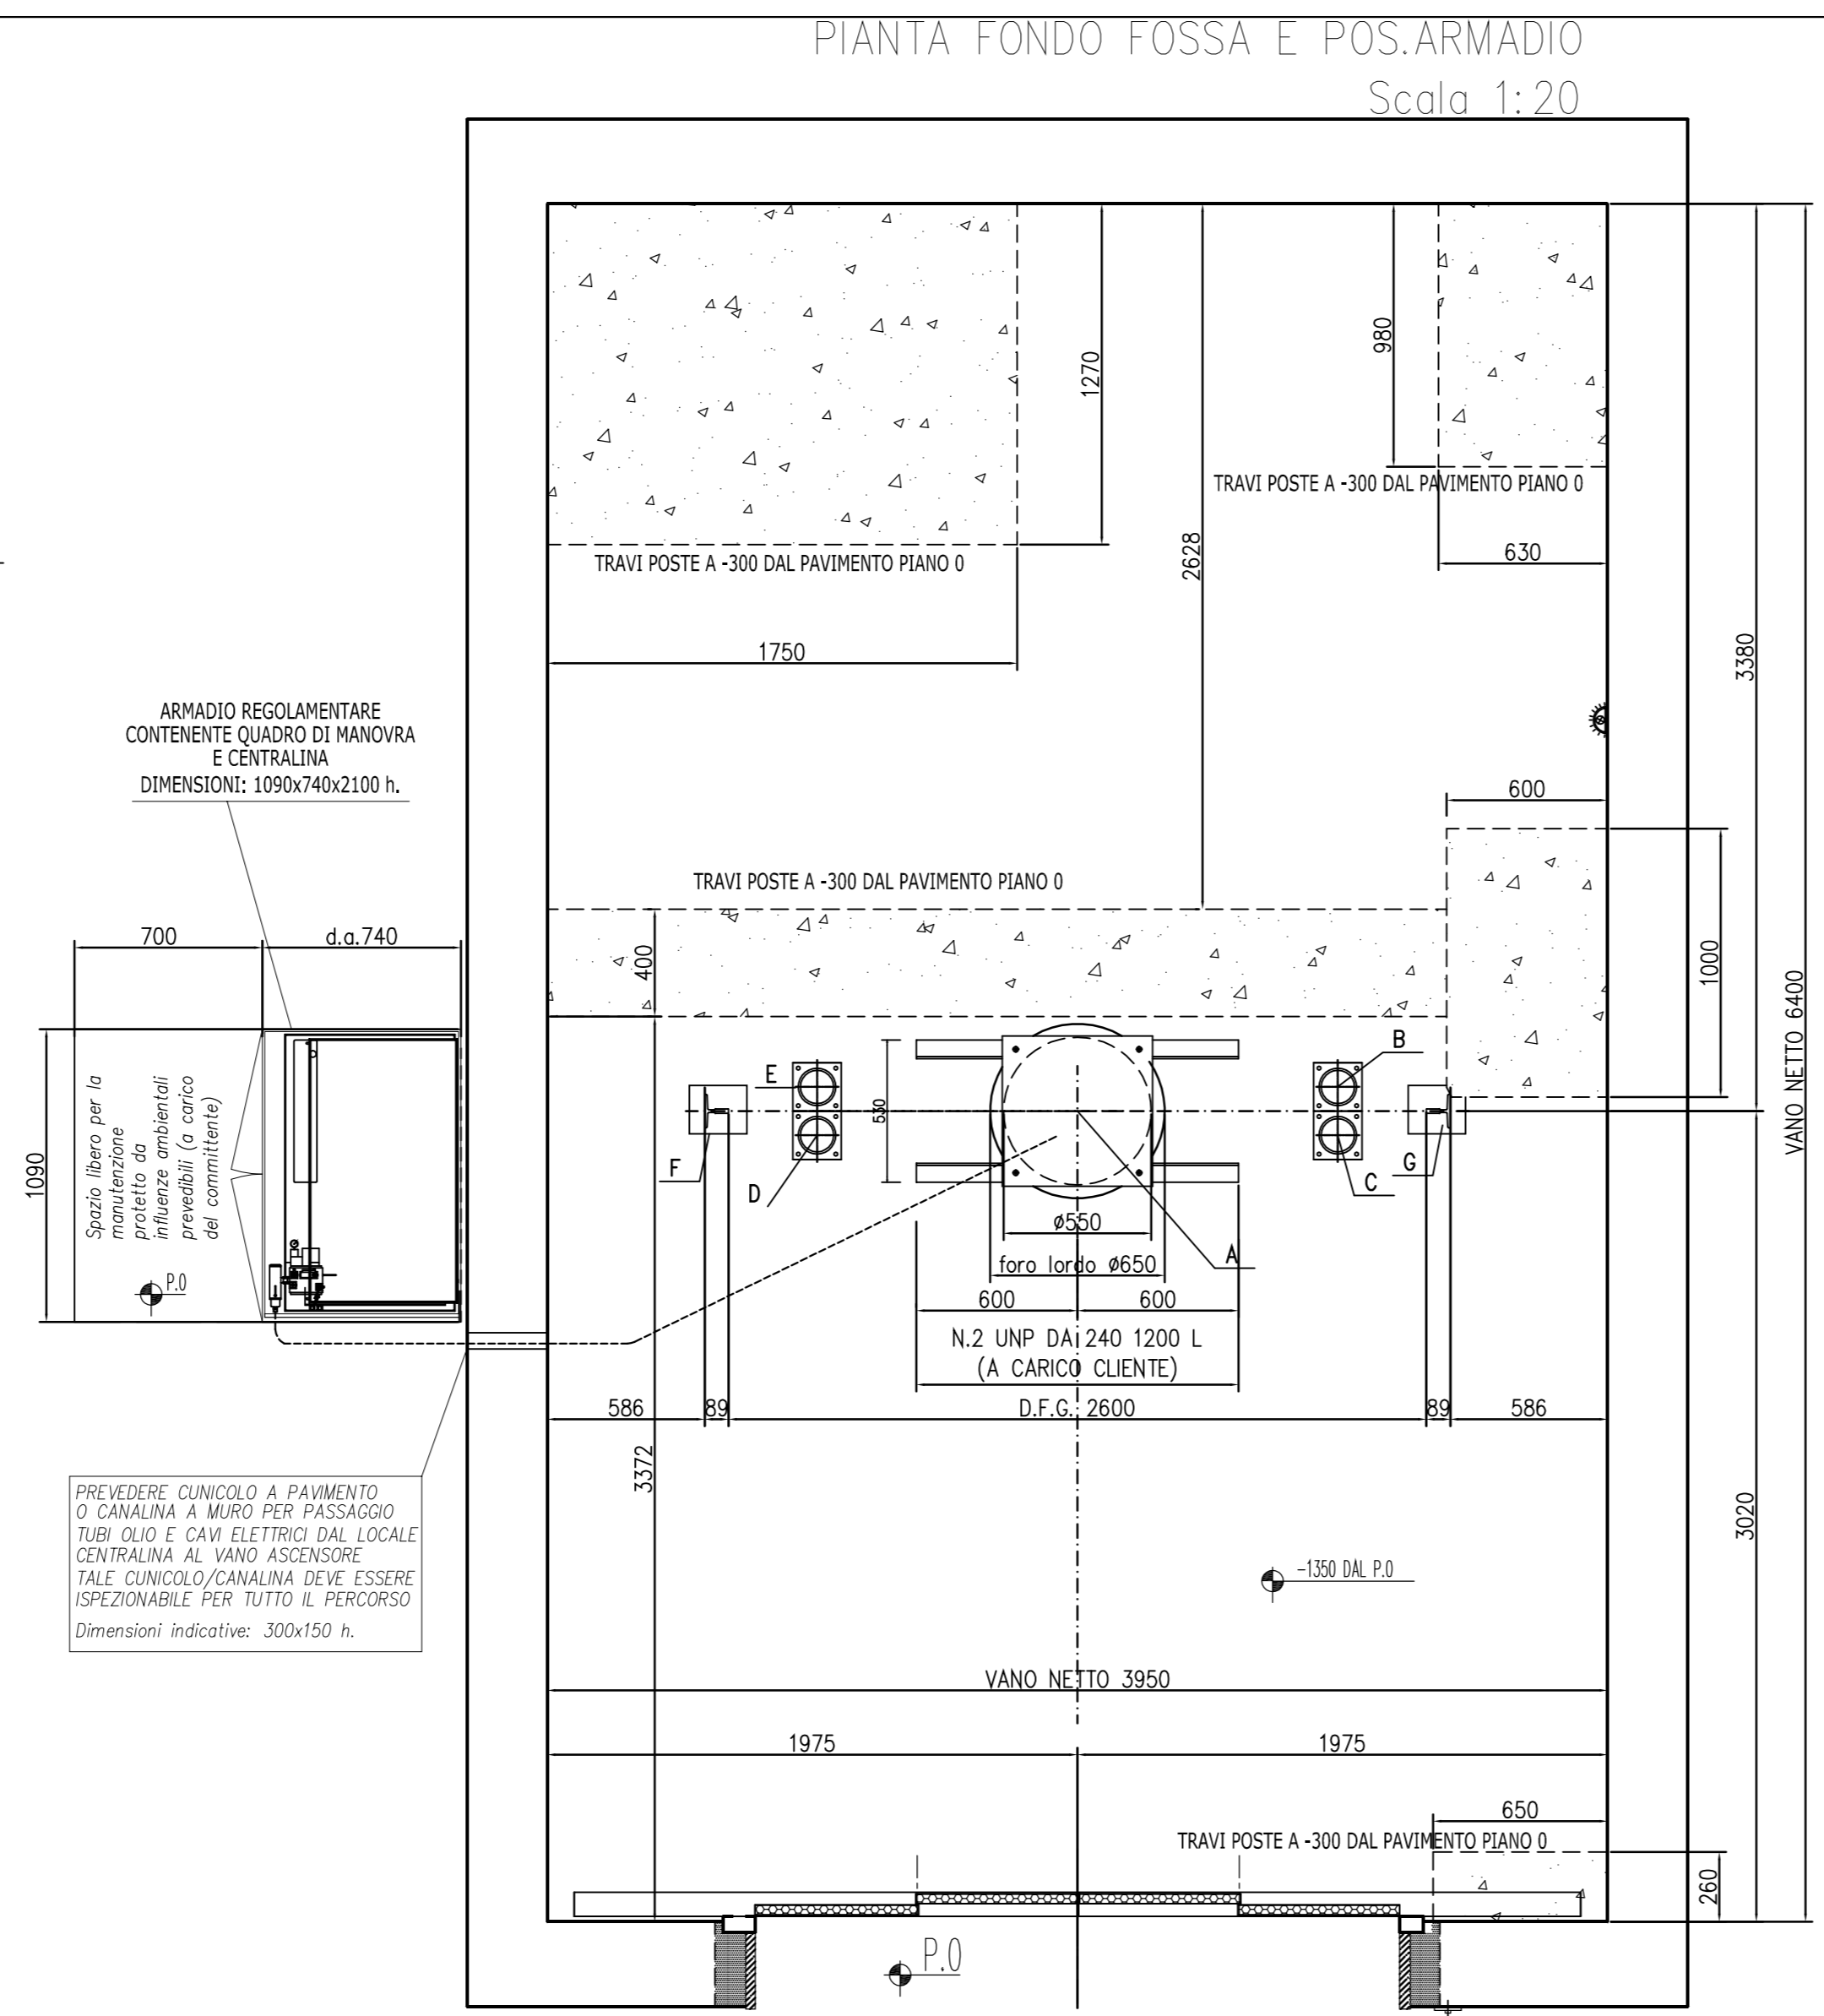 PIANTA FONDO FOSSA E POS.ARMADIO
Scala 1:20
980
1270
TRAVI POSTE A -300 DAL PAVIMENTO PIANO 0
630
2628
TRAVI POSTE A -300 DAL PAVIMENTO PIANO 0
1750
3380
ARMADIO REGOLAMENTARE
CONTENENTE QUADRO DI MANOVRA
E CENTRALINA
DIMENSIONI: 1090x740x2100 h.
600
TRAVI POSTE A -300 DAL PAVIMENTO PIANO 0
700
d.a.740
400
1000
VANO NETTO 6400
1090
Spazio libero per la
manutenzione
protetto da
influenze ambientali
prevedibili (a carico
del committente)
P.0
E
B
530
F
D
G
C
A
ø550
foro lordo ø650
600
600
N.2 UNP DA 240 1200 L
(A CARICO CLIENTE)
586
89
D.F.G. 2600
89
586
3372
3020
PREVEDERE CUNICOLO A PAVIMENTO
O CANALINA A MURO PER PASSAGGIO
TUBI OLIO E CAVI ELETTRICI DAL LOCALE
CENTRALINA AL VANO ASCENSORE
TALE CUNICOLO/CANALINA DEVE ESSERE
ISPEZIONABILE PER TUTTO IL PERCORSO
Dimensioni indicative: 300x150 h.
-1350 DAL P.0
VANO NETTO 3950
1975
1975
650
TRAVI POSTE A -300 DAL PAVIMENTO PIANO 0
260
P.0